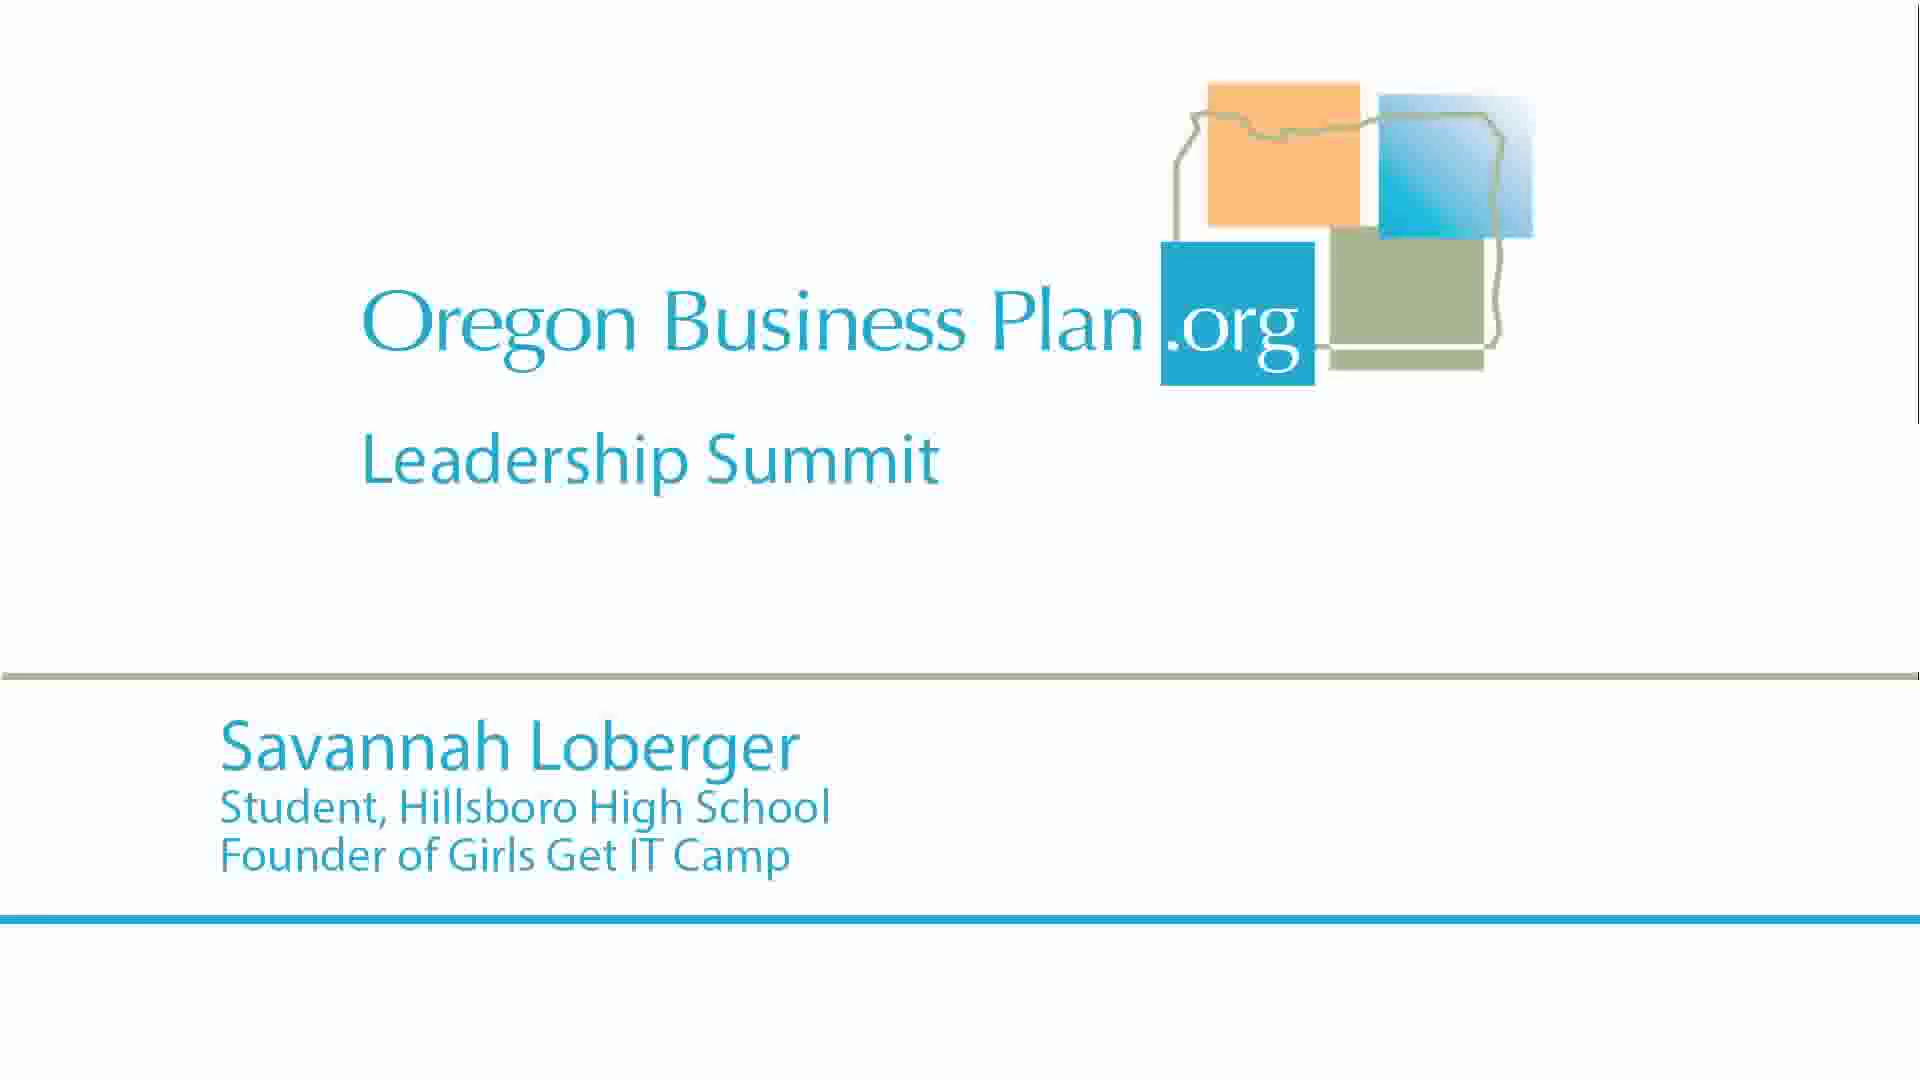 Oregon Business Plan .org
Leadership Summit
Savannah Loberger
Student, Hillsboro High School
Founder of Girls Get IT Camp